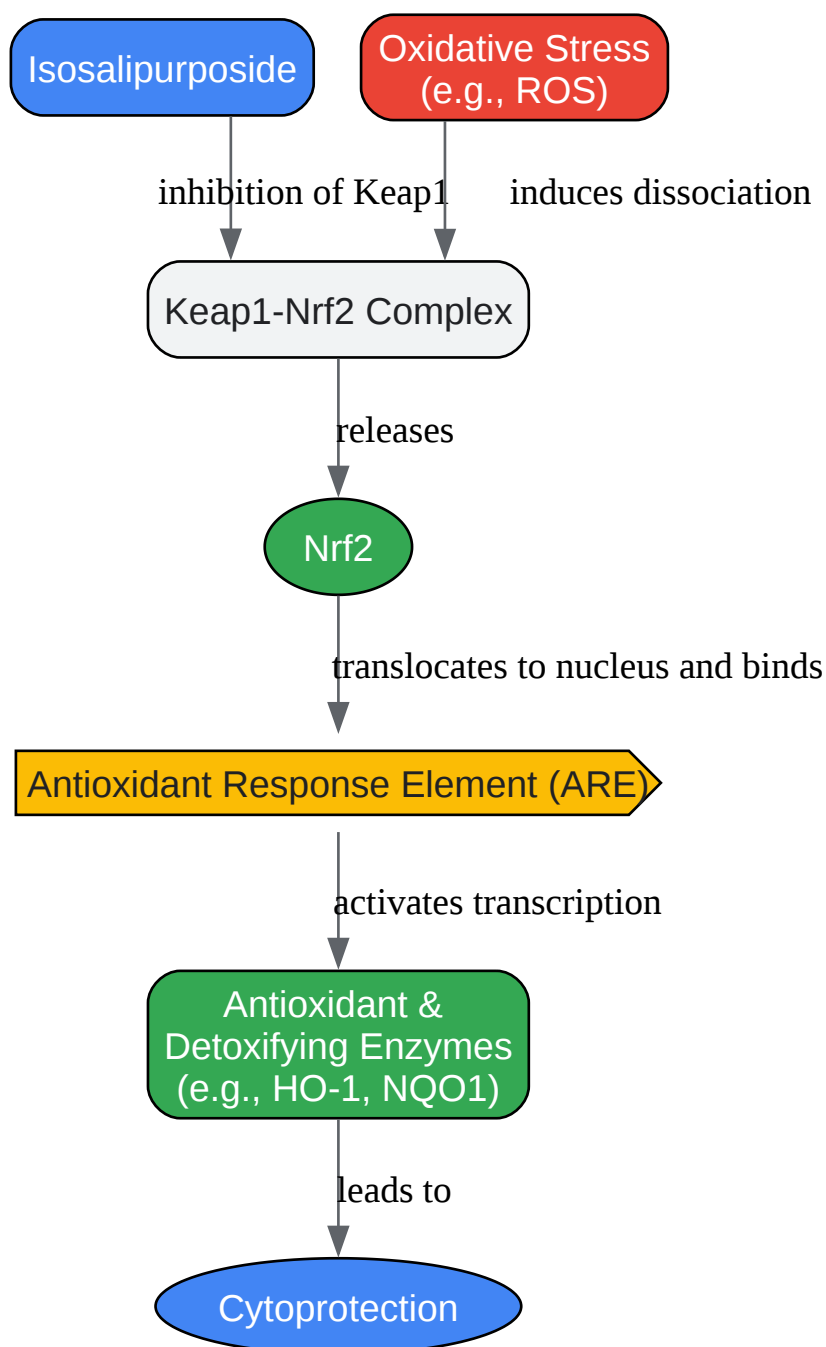 Isosalipurposide
Oxidative Stress
(e.g., ROS)
inhibition of Keap1
induces dissociation
Keap1-Nrf2 Complex
releases
Nrf2
translocates to nucleus and binds
Antioxidant Response Element (ARE)
activates transcription
Antioxidant &
Detoxifying Enzymes
(e.g., HO-1, NQO1)
leads to
Cytoprotection